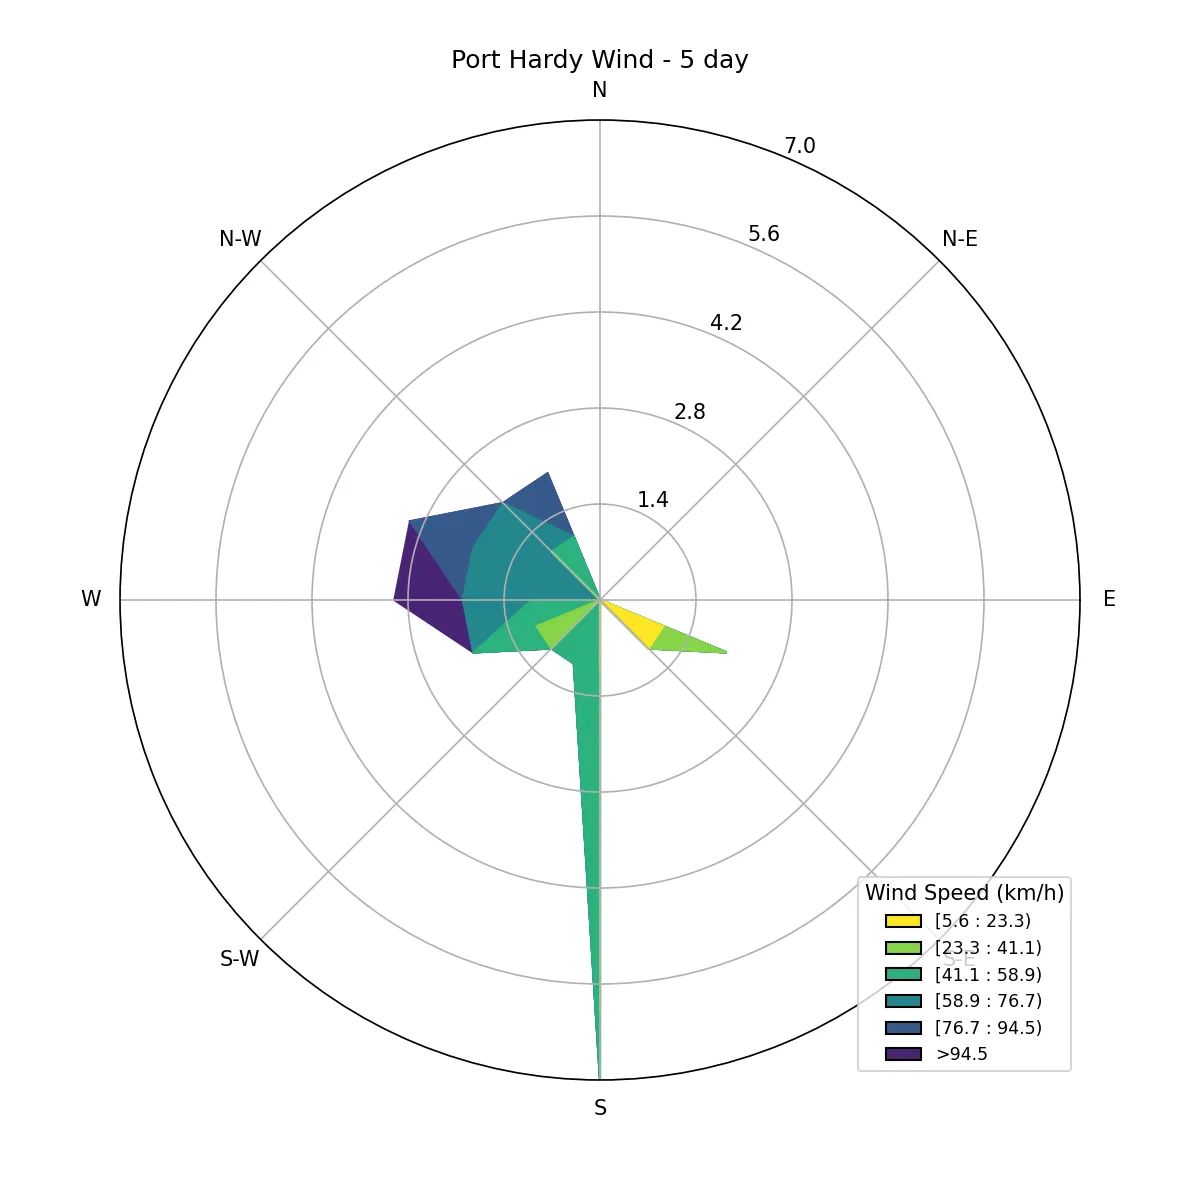 Port Hardy Wind - 5 day
N
7.0
N-W
5.6
N-E
4.2
2.8
1.4
W
E
Wind Speed (km/h)
[5.6 : 23.3)
[23.3 : 41.1)
S-W
S-E
[41.1 : 58.9)
[58.9 : 76.7)
[76.7 : 94.5)
>94.5
S